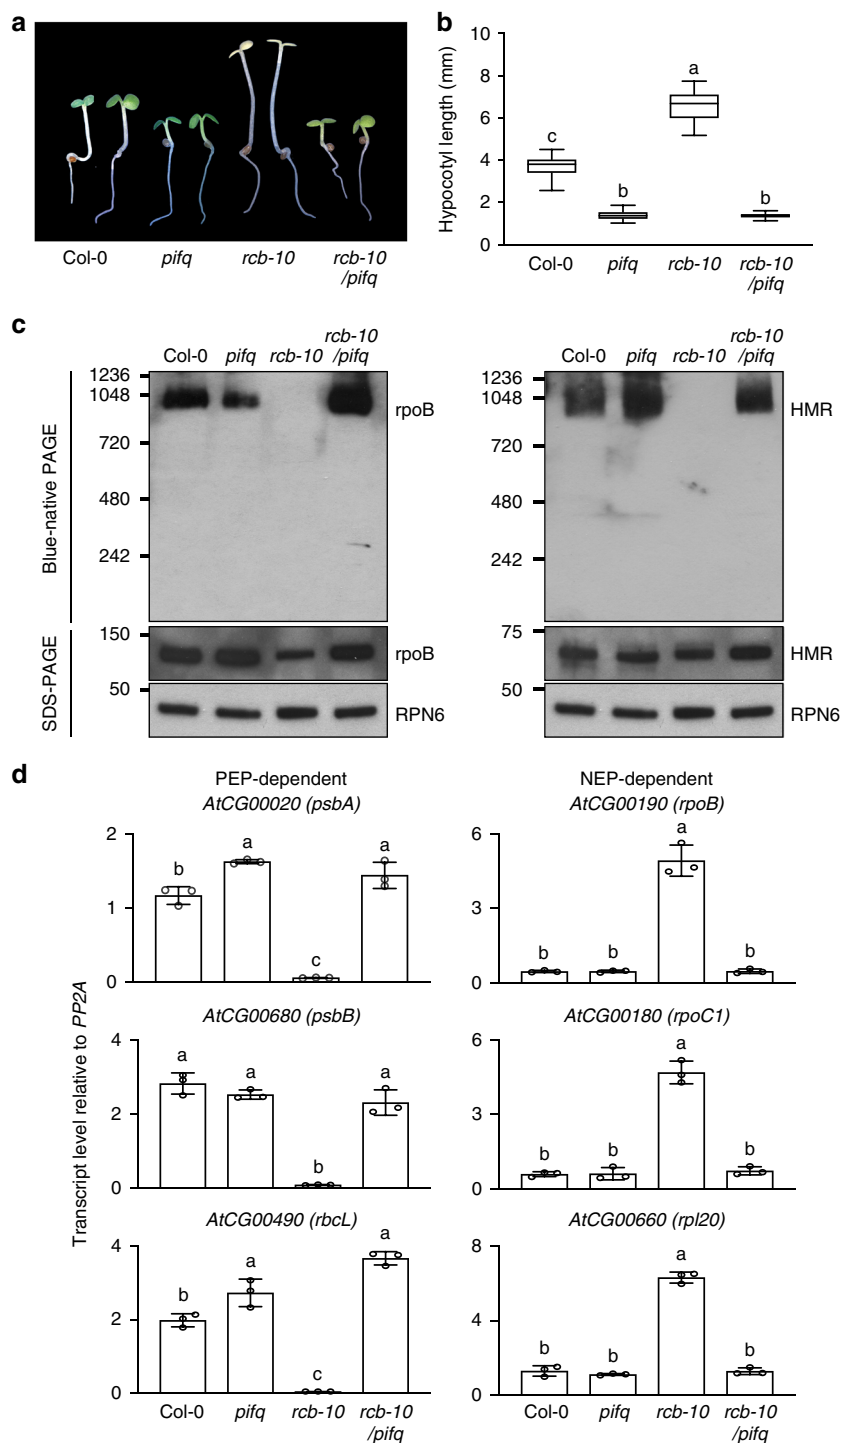 a
Col-0 pifq rcb-10 rcb-10
/pifq
b
Hypocotyl length (mm)
10
8
6
4
2
0
c
b
a
b
Col-0 pifq rcb-10 rcb-10
/pifq
c
Blue-native PAGE
SDS-PAGE
Col-0 pifq rcb-10 rcb-10
/pifq
1236
1048
720
480
242
rpoB
150
rpoB
50
RPN6
Col-0 pifq rcb-10 rcb-10
/pifq
1236
1048
720
480
242
HMR
75
HMR
50
RPN6
d
Transcript level relative to PP2A
PEP-dependent
AtCG00020 (psbA)
2
1
0
b a c a
AtCG00680 (psbB)
4
2
0
a a b a
AtCG00490 (rbcL)
4
2
0
b a c a
Col-0 pifq rcb-10 rcb-10
/pifq
NEP-dependent
AtCG00190 (rpoB)
6
3
0
b b a b
AtCG00180 (rpoC1)
6
3
0
b b a b
AtCG00660 (rpl20)
8
4
0
b b a b
Col-0 pifq rcb-10 rcb-10
/pifq